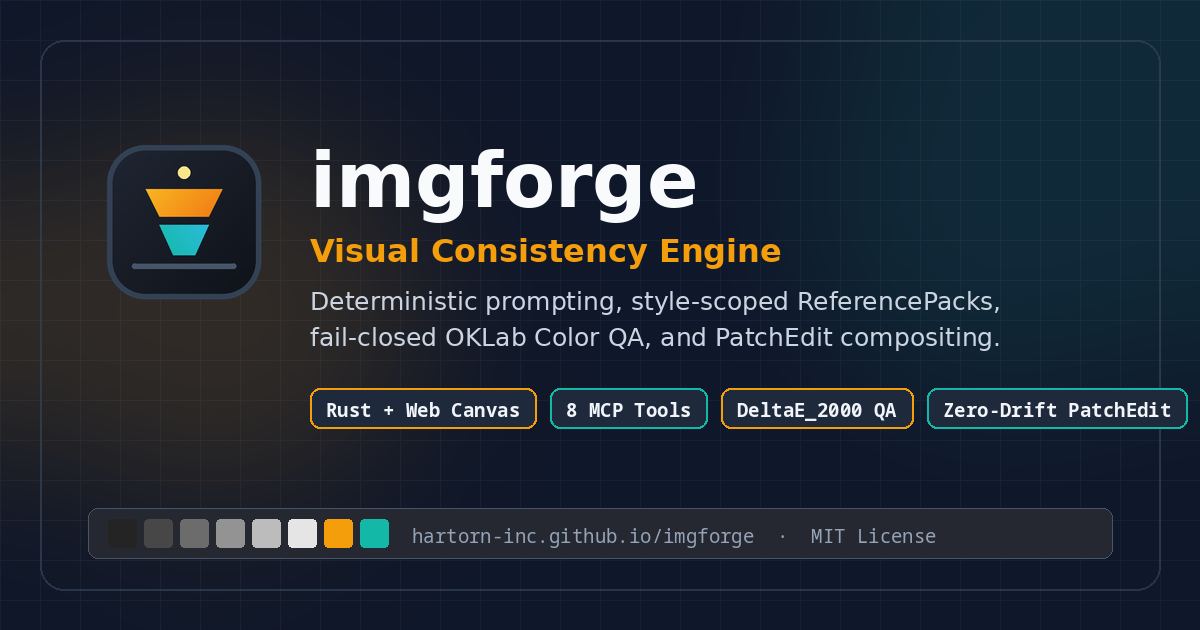 imgforge
Visual Consistency Engine
Deterministic prompting, style-scoped ReferencePacks,
fail-closed OKLab Color QA, and PatchEdit compositing.
Rust + Web Canvas 8 MCP Tools DeltaE_2000 QA Zero-Drift PatchEdit
hartorn-inc.github.io/imgforge · MIT License